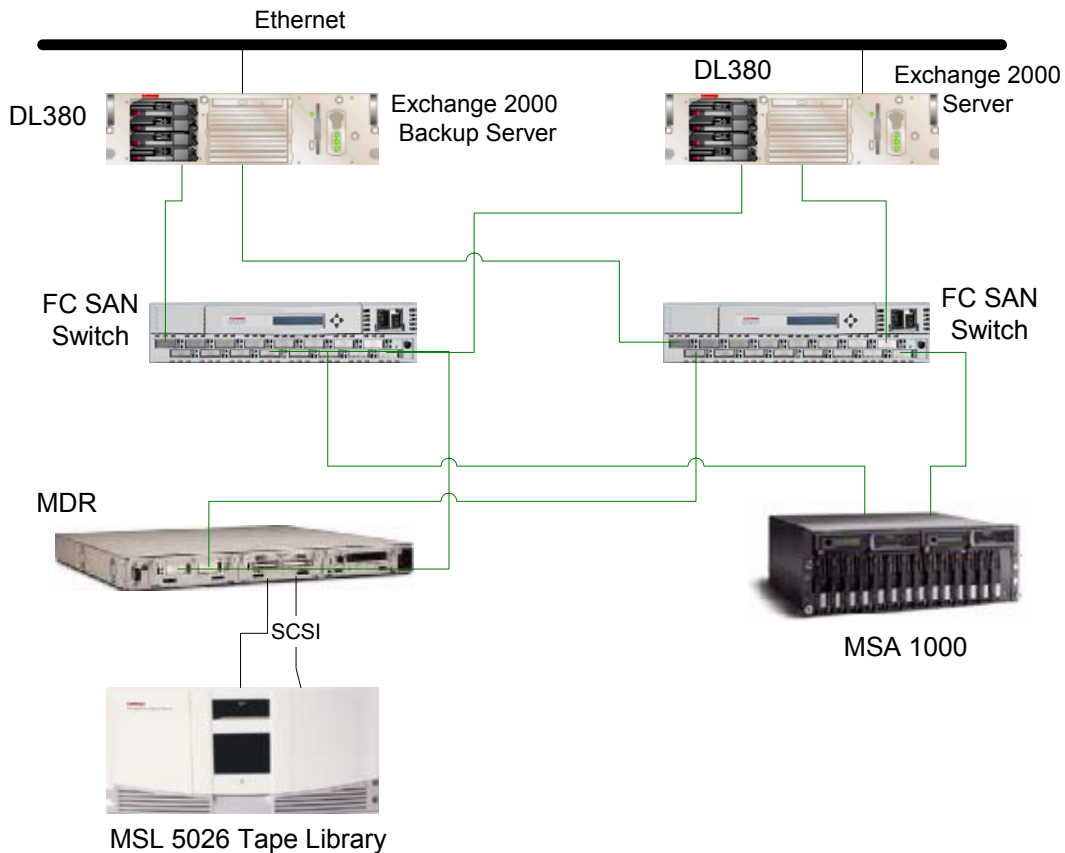 Ethernet
DL380
Exchange 2000
Server
DL380
Exchange 2000
Backup Server
FC SAN
Switch
FC SAN
Switch
MDR
SCSI
MSA 1000
MSL 5026 Tape Library